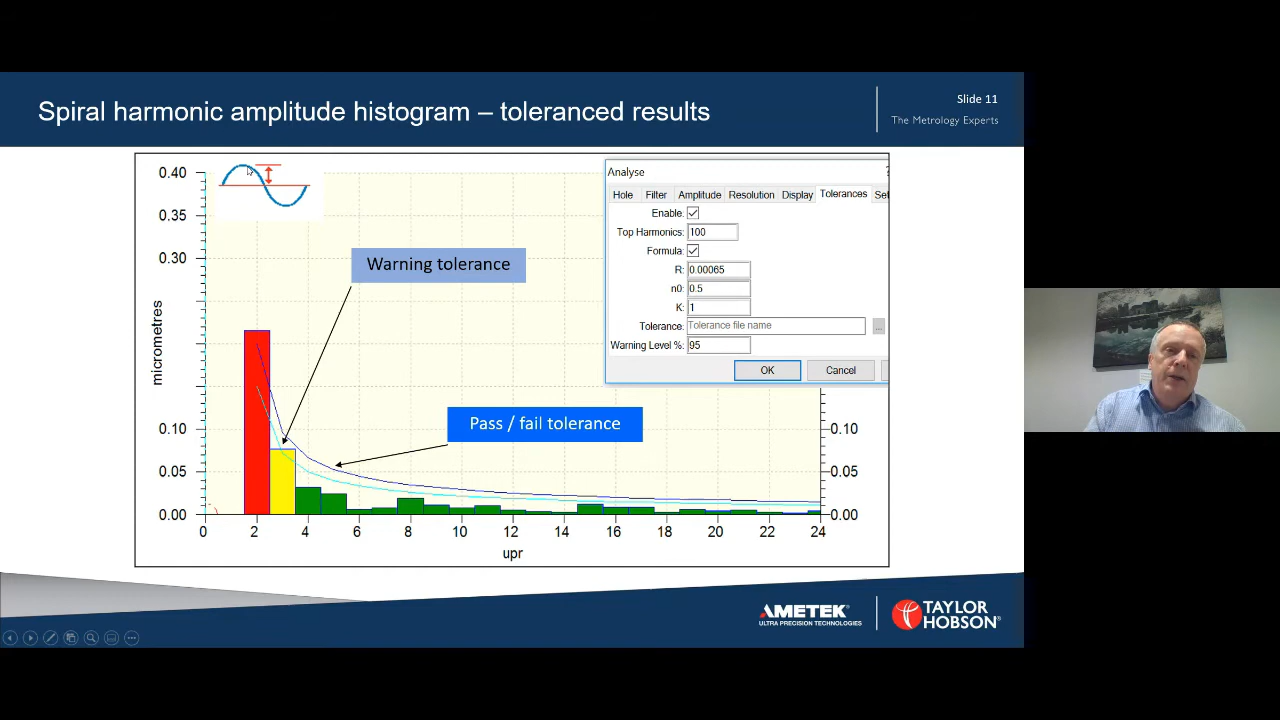 Spiral harmonic amplitude histogram – toleranced results
Slide 11
The Metrology Experts
0.40
0.35
0.30
0.10
0.05
0.00
micrometres
Warning tolerance
Pass / fail tolerance
Analyse
?
Hole Filter Amplitude Resolution Display Tolerances Set
Enable:
Top Harmonics: 100
Formula:
R: 0.00065
n0: 0.5
K: 1
Tolerance: Tolerance file name ...
Warning Level %: 95
OK Cancel
0.10
0.05
0.00
0 2 4 6 8 10 12 14 16 18 20 22 24
upr
AMETEK®
ULTRA PRECISION TECHNOLOGIES
TAYLOR
HOBSON®